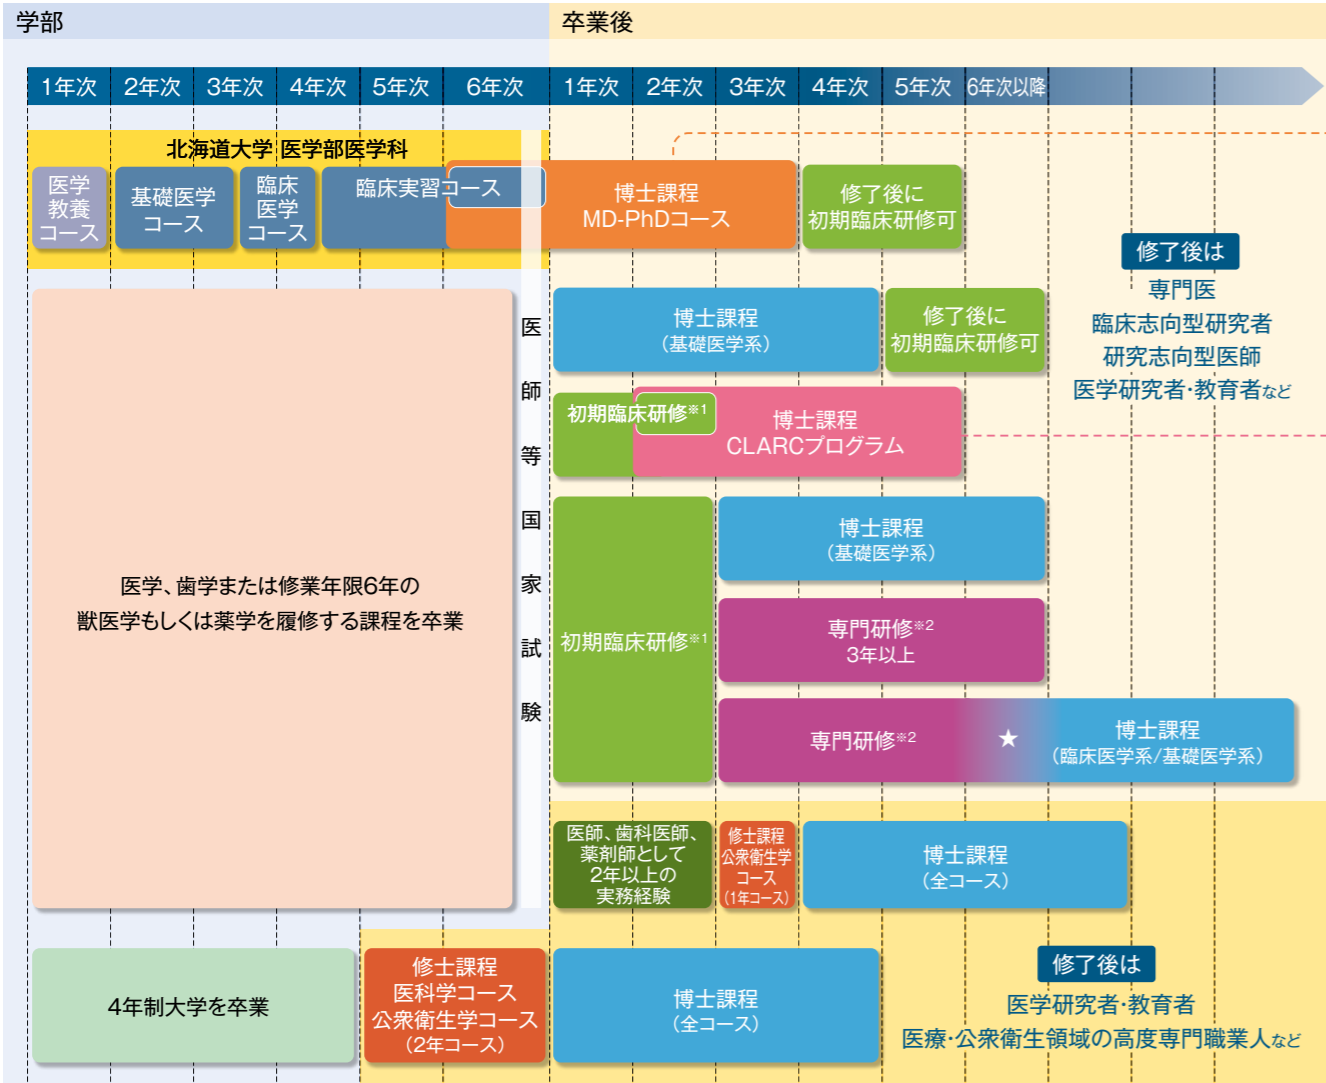 学部
卒業後
1年次 2年次 3年次 4年次 5年次 6年次 1年次 2年次 3年次 4年次 5年次 6年次以降
北海道大学 医学部医学科
医学
教養
コース
基礎医学
コース
臨床
医学
コース
臨床実習コース
博士課程
MD-PhDコース
修了後に
初期臨床研修可
修了後は
専門医
臨床志向型研究者
研究志向型医師
医学研究者・教育者など
医学、歯学または修業年限6年の
獣医学もしくは薬学を履修する課程を卒業
医師等国家試験
博士課程
（基礎医学系）
修了後に
初期臨床研修可
初期臨床研修※1
博士課程
CLARCプログラム
初期臨床研修※1
博士課程
（基礎医学系）
専門研修※2
3年以上
専門研修※2
★
博士課程
（臨床医学系/基礎医学系）
医師、歯科医師、
薬剤師として
2年以上の
実務経験
修士課程
公衆衛生学
コース
（1年コース）
博士課程
（全コース）
4年制大学を卒業
修士課程
医科学コース
公衆衛生学コース
（2年コース）
博士課程
（全コース）
修了後は
医学研究者・教育者
医療・公衆衛生領域の高度専門職業人など